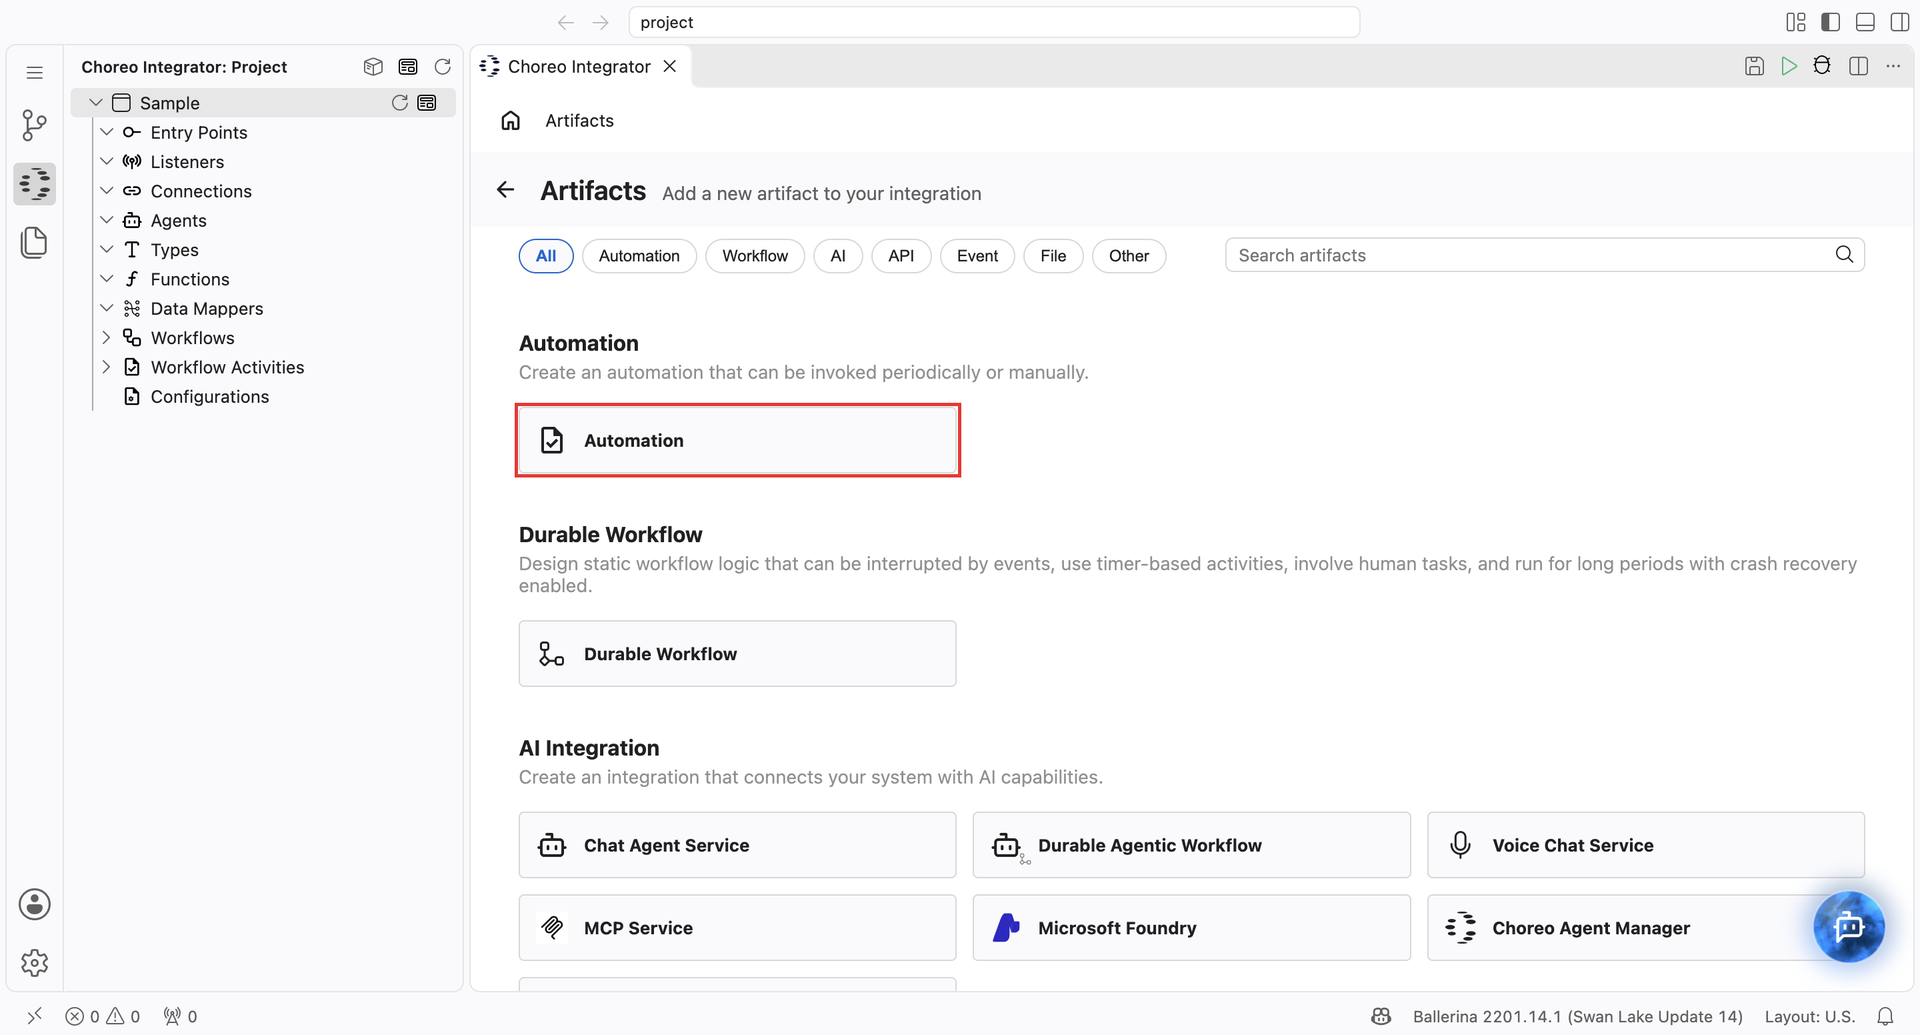 project
Choreo Integrator: Project
Sample
Entry Points
Listeners
Connections
Agents
Types
Functions
Data Mappers
Workflows
Workflow Activities
Configurations
Choreo Integrator
Artifacts
Artifacts Add a new artifact to your integration
All Automation Workflow AI API Event File Other Search artifacts
Automation
Create an automation that can be invoked periodically or manually.
Automation
Durable Workflow
Design static workflow logic that can be interrupted by events, use timer-based activities, involve human tasks, and run for long periods with crash recovery
enabled.
Durable Workflow
AI Integration
Create an integration that connects your system with AI capabilities.
Chat Agent Service Durable Agentic Workflow Voice Chat Service
MCP Service Microsoft Foundry Choreo Agent Manager
0 0 0 Ballerina 2201.14.1 (Swan Lake Update 14) Layout: U.S.